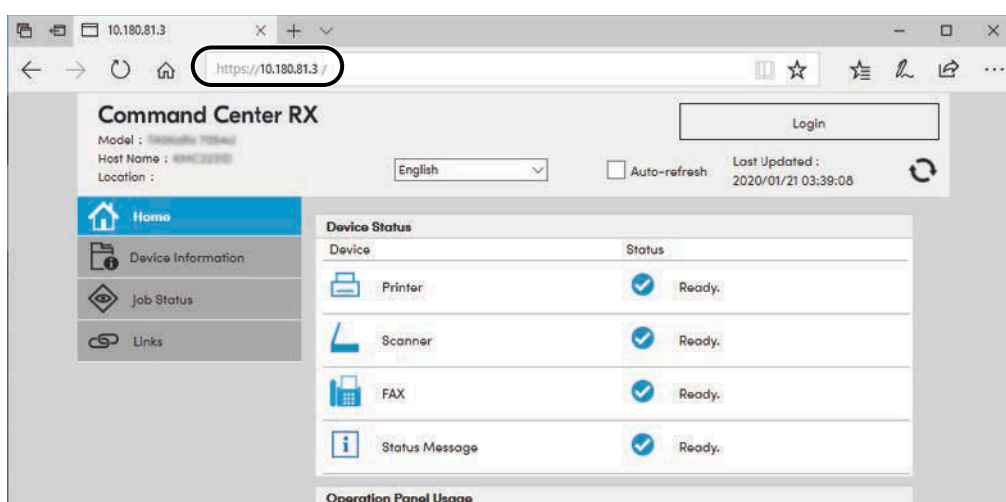 10.180.81.3
https://10.180.81.3 /
Command Center RX
Login
Model :
Host Name :
Location :
English
Auto-refresh
Last Updated :
2020/01/21 03:39:08
Home
Device Information
Job Status
Links
Device Status
Device Status
Printer Ready.
Scanner Ready.
FAX Ready.
Status Message Ready.
Operation Panel Usage